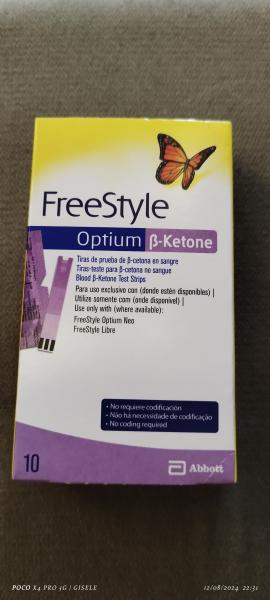 FreeStyle
Optium β-Ketone
Tiras de prueba de β-cetona en sangre
Tiras-teste para β-cetona no sangue
Blood β-Ketone Test Strips
Para uso exclusivo con (donde estén disponibles) |
Utilize somente com (onde disponível) |
Use only with (where available):
FreeStyle Optium Neo
FreeStyle Libre
• No requiere codificación
• Não ha necesidade de codificação
• No coding required
10
Abbott
POCO X4 PRO 5G | GISELE
12/08/2024 22:31